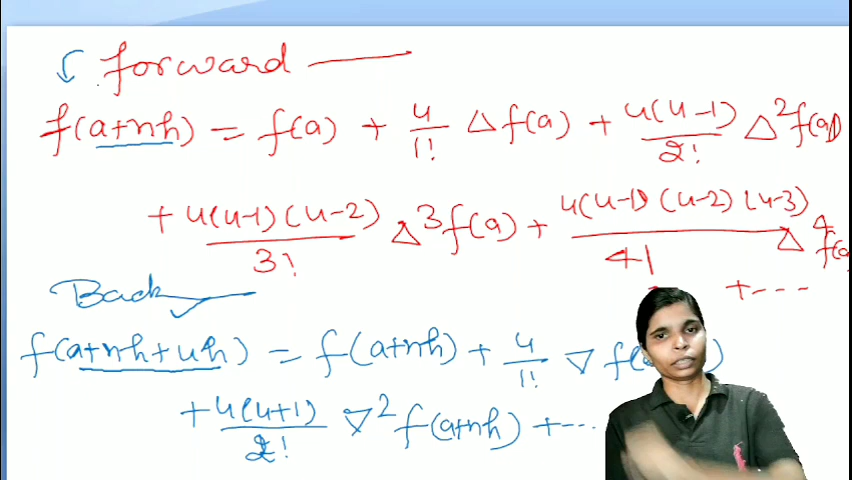 forward
f(a+nh) = f(a) + u/1! Δf(a) + u(u-1)/2! Δ²f(a)
+ u(u-1)(u-2)/3! Δ³f(a) + u(u-1)(u-2)(u-3)/4! Δ⁴f(a)
+---
Back
f(a+nh+uh) = f(a+nh) + u/1! ∇ f( )
+ u(u+1)/2! ∇² f(a+nh) +---